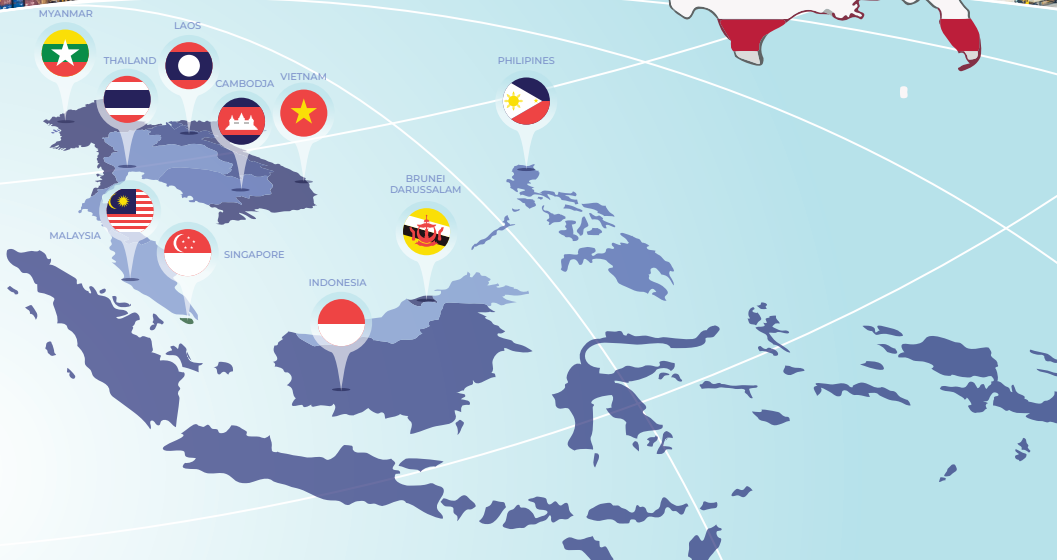 MYANMAR
LAOS
THAILAND
CAMBODJA
VIETNAM
PHILIPINES
BRUNEI
DARUSSALAM
MALAYSIA
SINGAPORE
INDONESIA